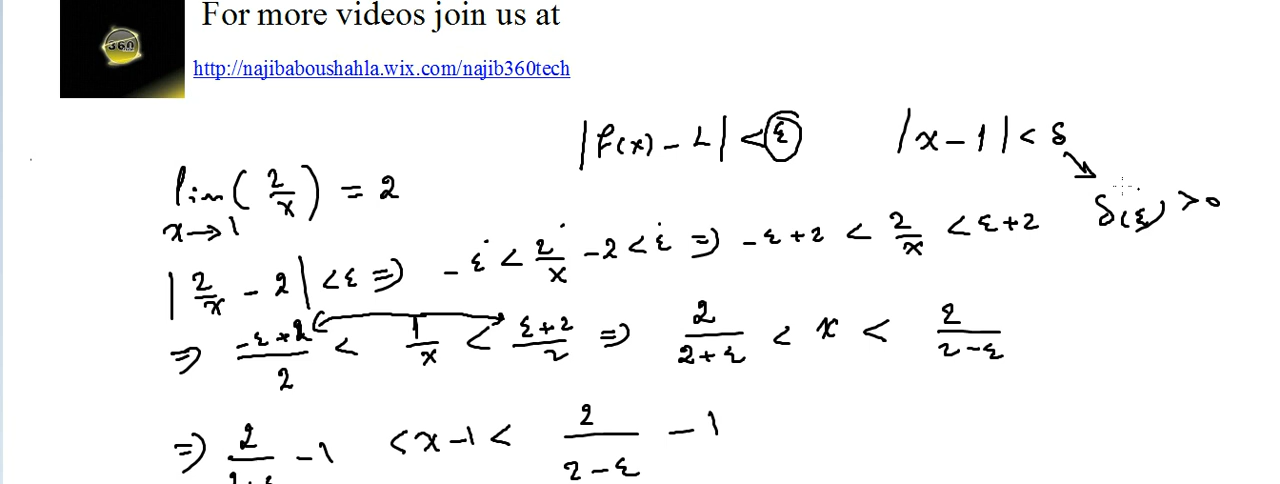 360
For more videos join us at
http://najibaboushahla.wix.com/najib360tech
|f(x) - L| < ε |x - 1| < δ
δ(ε) > 0
lim x→1 (2/x) = 2
|2/x - 2| < ε ⇒ -ε < 2/x - 2 < ε ⇒ -ε+2 < 2/x < ε+2
⇒ (-ε+2)/2 < 1/x < (ε+2)/2 ⇒ 2/(2+ε) < x < 2/(2-ε)
⇒ 2/(2+ε) - 1 < x - 1 < 2/(2-ε) - 1